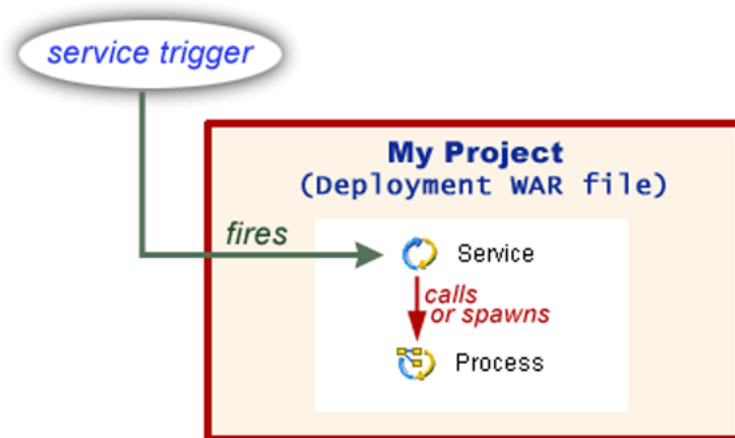 service trigger
My Project
(Deployment WAR file)
fires
Service
calls
or spawns
Process